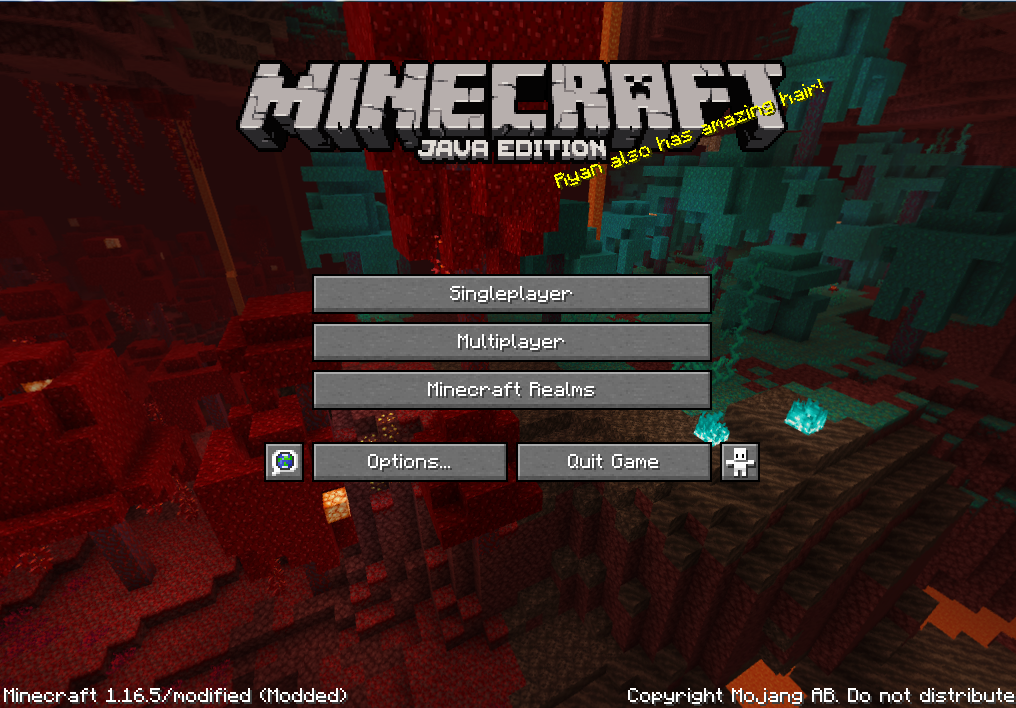 MINECRAFT
JAVA EDITION
Ryan also has amazing hair!
Singleplayer
Multiplayer
Minecraft Realms
Options...
Quit Game
Minecraft 1.16.5/modified (Modded)
Copyright Mojang AB. Do not distribute